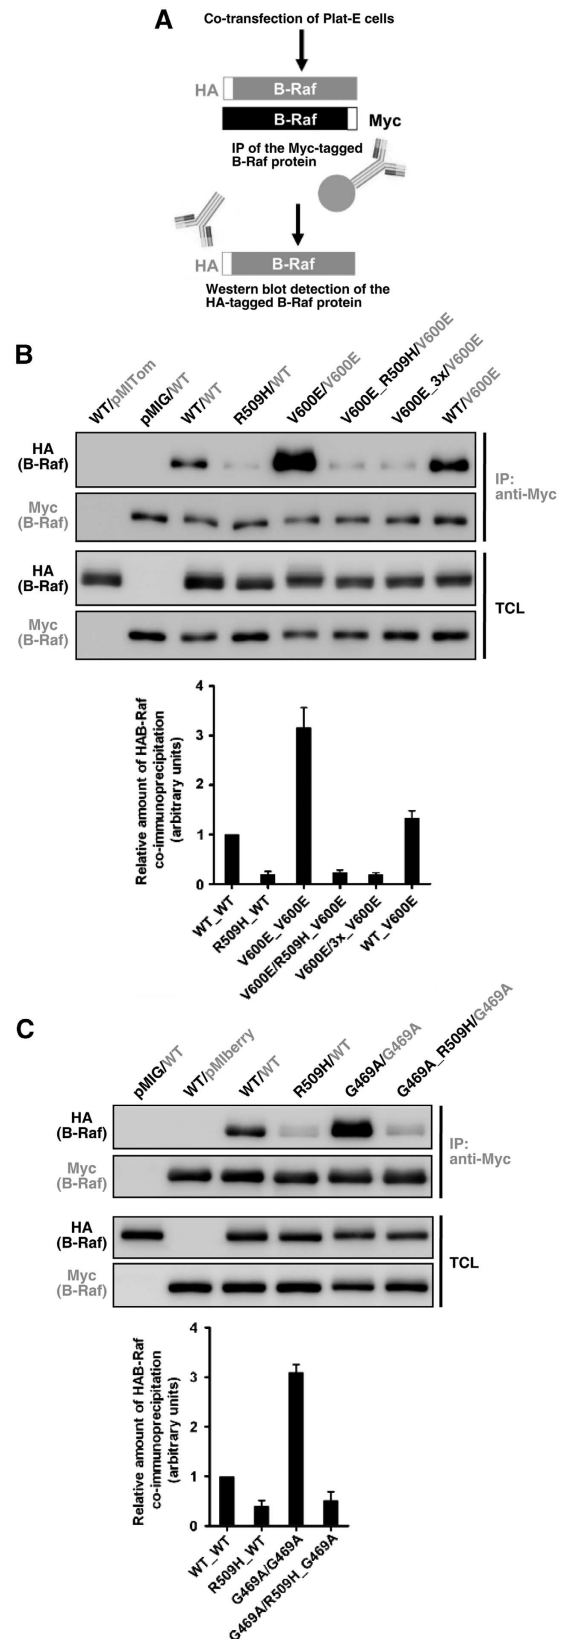 A
Co-transfection of Plat-E cells
HA
B-Raf
B-Raf
Myc
IP of the Myc-tagged
B-Raf protein
HA
B-Raf
Western blot detection of the
HA-tagged B-Raf protein
B
WT/pMITom
pMIG/WT
WT/WT
R509H/WT
V600E/V600E
V600E_R509H/V600E
V600E_3x/V600E
WT/V600E
HA
(B-Raf)
Myc
(B-Raf)
IP:
anti-Myc
HA
(B-Raf)
Myc
(B-Raf)
TCL
Relative amount of HAB-Raf
co-immunoprecipitation
(arbitrary units)
4
3
2
1
0
WT_WT
R509H_WT
V600E_V600E
V600E/R509H_V600E
V600E/3x_V600E
WT_V600E
C
pMIG/WT
WT/pMIberry
WT/WT
R509H/WT
G469A/G469A
G469A_R509H/G469A
HA
(B-Raf)
Myc
(B-Raf)
IP:
anti-Myc
HA
(B-Raf)
Myc
(B-Raf)
TCL
Relative amount of HAB-Raf
co-immunoprecipitation
(arbitrary units)
4
3
2
1
0
WT_WT
R509H_WT
G469A/G469A
G469A/R509H_G469A